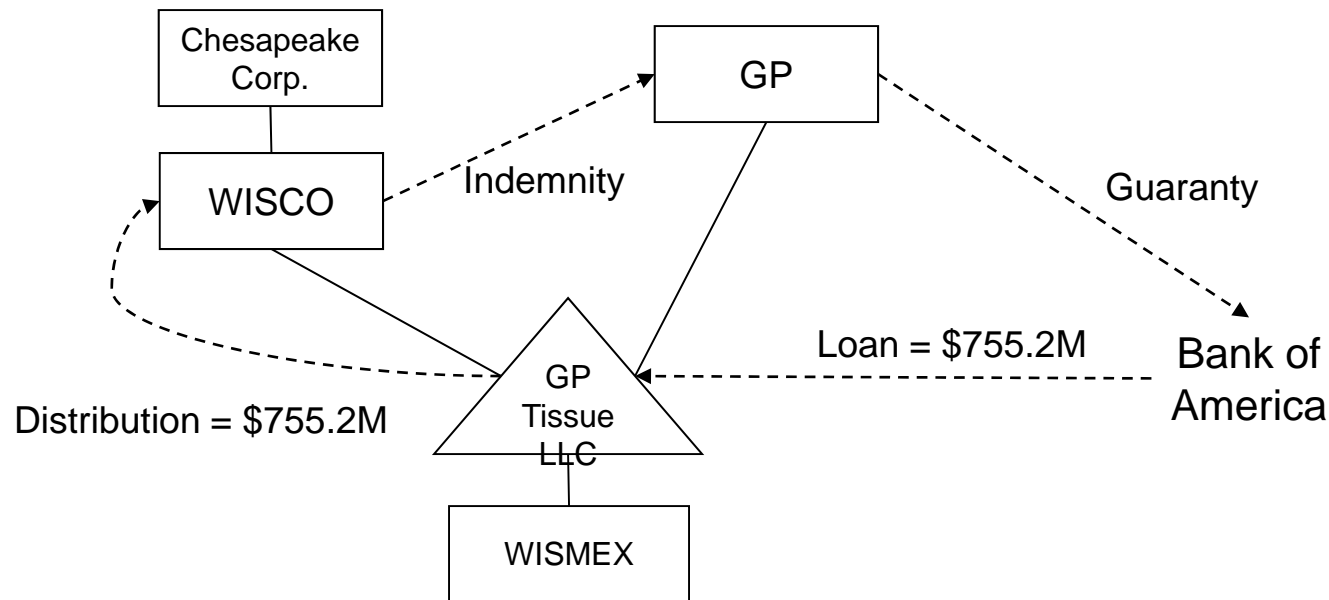 Chesapeake
Corp.
GP
WISCO
Indemnity
Guaranty
Loan = $755.2M
Bank of
America
GP
Tissue
LLC
Distribution = $755.2M
WISMEX